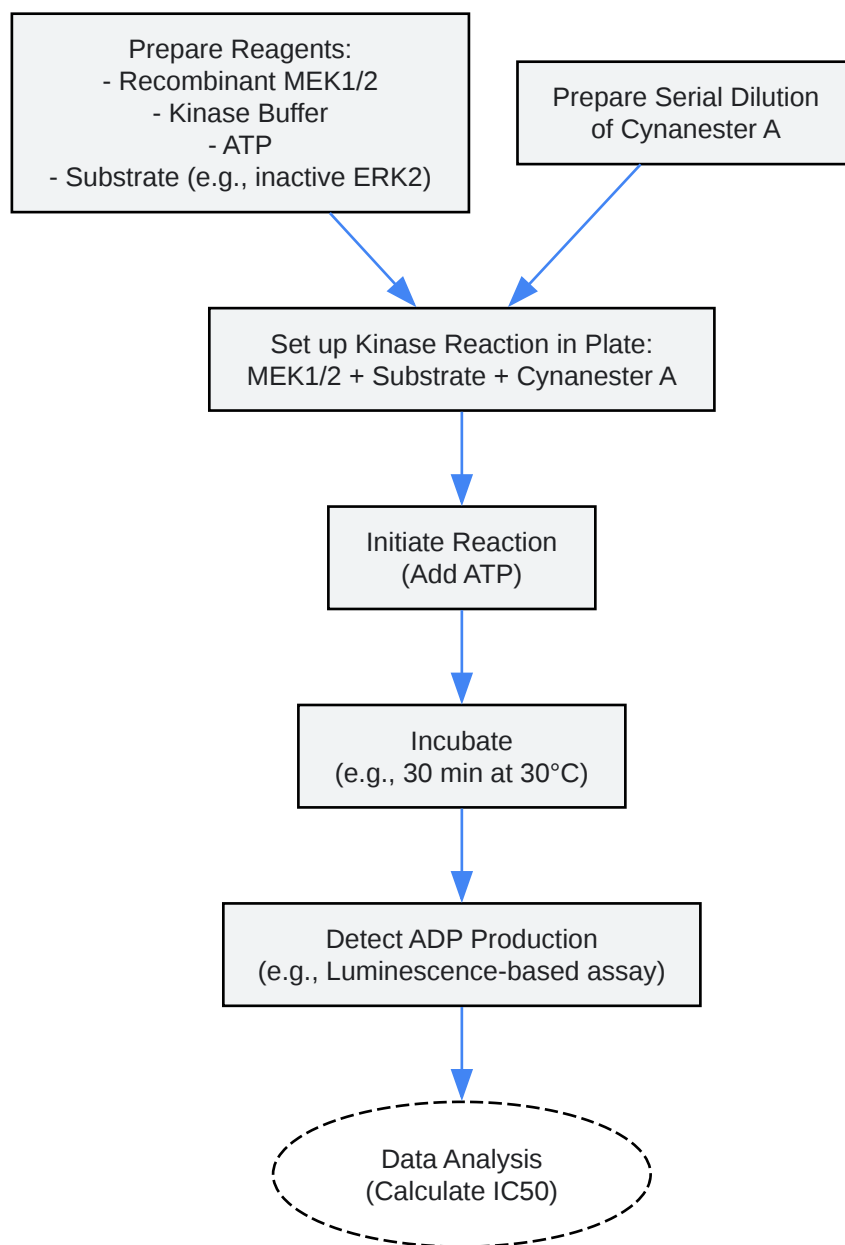 Prepare Reagents:
- Recombinant MEK1/2
- Kinase Buffer
- ATP
- Substrate (e.g., inactive ERK2)
Prepare Serial Dilution
of Cynanester A
Set up Kinase Reaction in Plate:
MEK1/2 + Substrate + Cynanester A
Initiate Reaction
(Add ATP)
Incubate
(e.g., 30 min at 30°C)
Detect ADP Production
(e.g., Luminescence-based assay)
Data Analysis
(Calculate IC50)